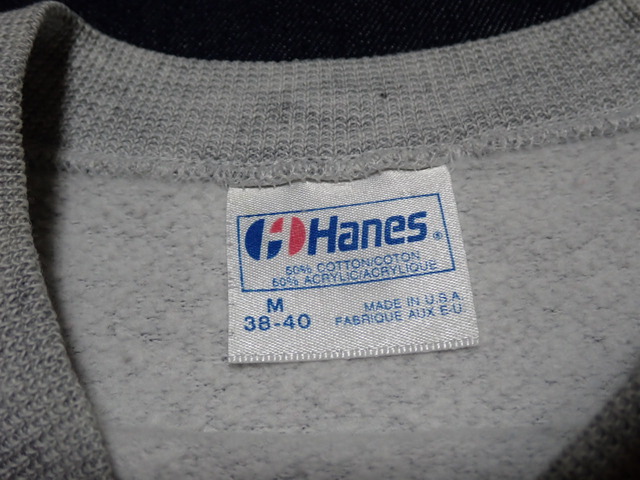 Hanes®
50% COTTON/COTON
50% ACRYLIC/ACRYLIQUE
M
38-40
MADE IN U.S.A
FABRIQUE AUX E-U